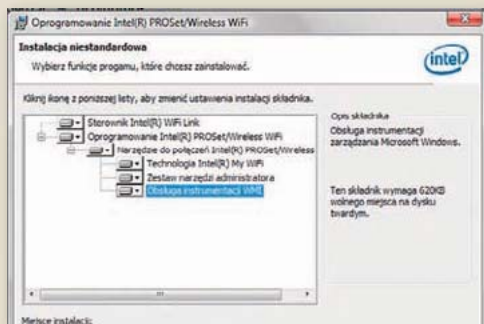 Oprogramowanie Intel(R) PROSet/Wireless WiFi
Instalacja niestandardowa
Wybierz funkcje progamu, które chcesz zainstalować.
intel
Kliknij ikonę z poniższej listy, aby zmienić ustawienia instalacji składnika.
Sterownik Intel(R) WiFi Link
Oprogramowanie Intel(R) PROSet/Wireless WiFi
Narzędzie do połączeń Intel(R) PROSet/Wireless
Technologia Intel(R) My WiFi
Zestaw narzędzi administratora
Obsługa instrumentacji WMI
Opis składnika
Obsługa instrumentacji
zarządzania Microsoft Windows.
Ten składnik wymaga 620KB
wolnego miejsca na dysku
twardym.
Miejsce instalacji: